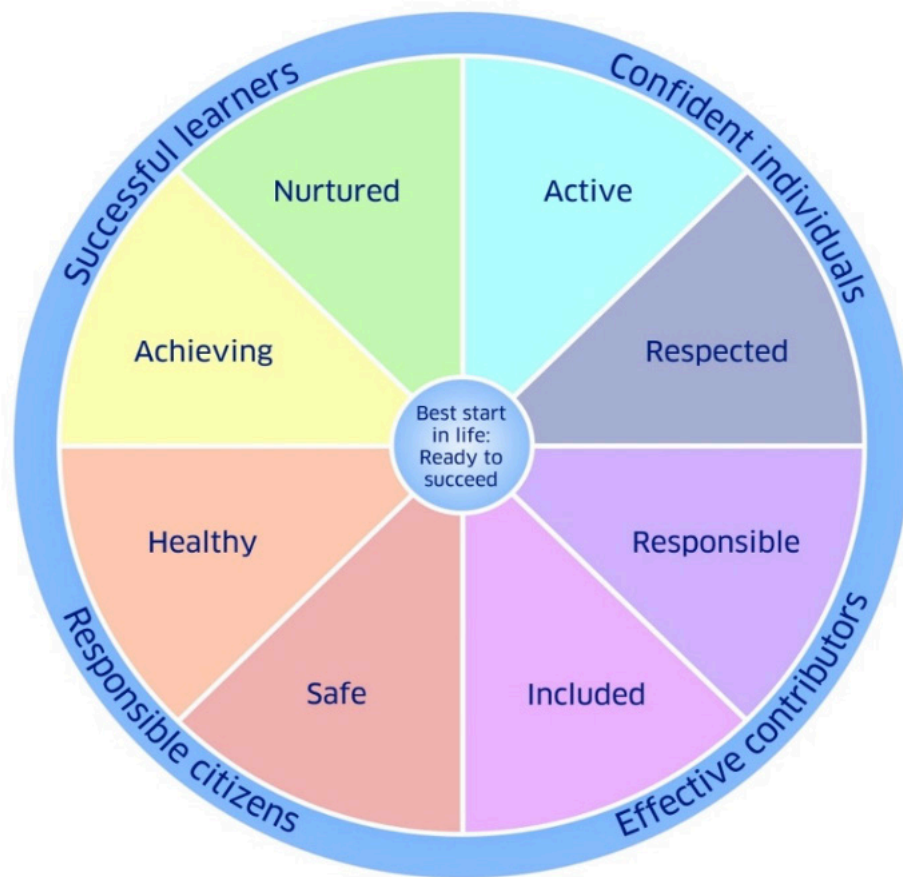 Successful learners
Confident individuals
Nurtured
Active
Achieving
Respected
Best start
in life:
Ready to
succeed
Healthy
Responsible
Safe
Included
Responsible citizens
Effective contributors